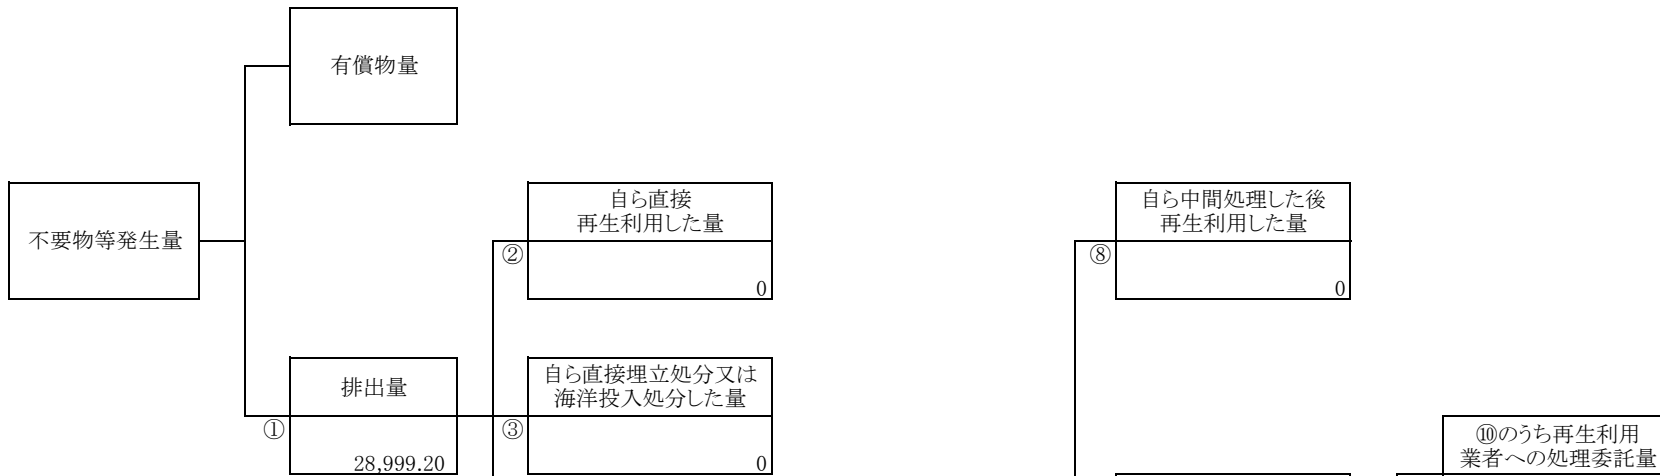 有償物量
不要物等発生量
自ら直接
再生利用した量
②
0
自ら中間処理した後
再生利用した量
⑧
0
排出量
①
28,999.20
自ら直接埋立処分又は
海洋投入処分した量
③
0
⑩のうち再生利用
業者への処理委託量